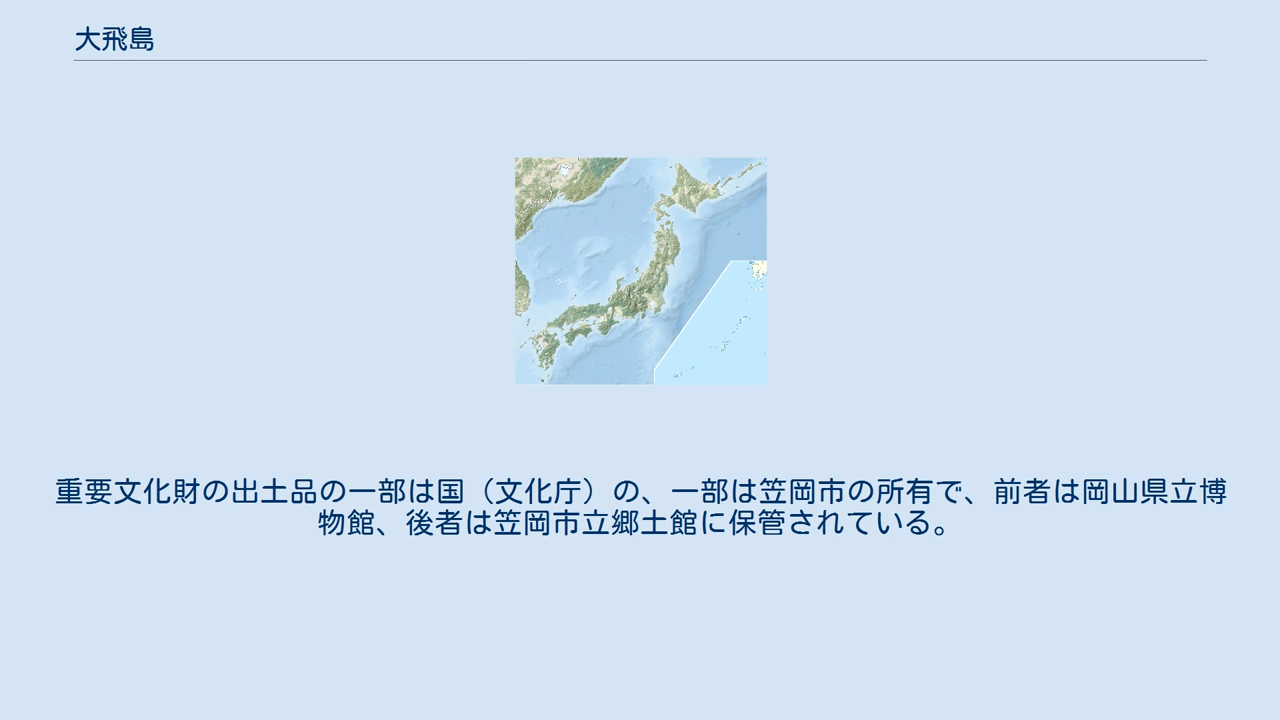 大飛島
重要文化財の出土品の一部は国（文化庁）の、一部は笠岡市の所有で、前者は岡山県立博
物館、後者は笠岡市立郷土館に保管されている。